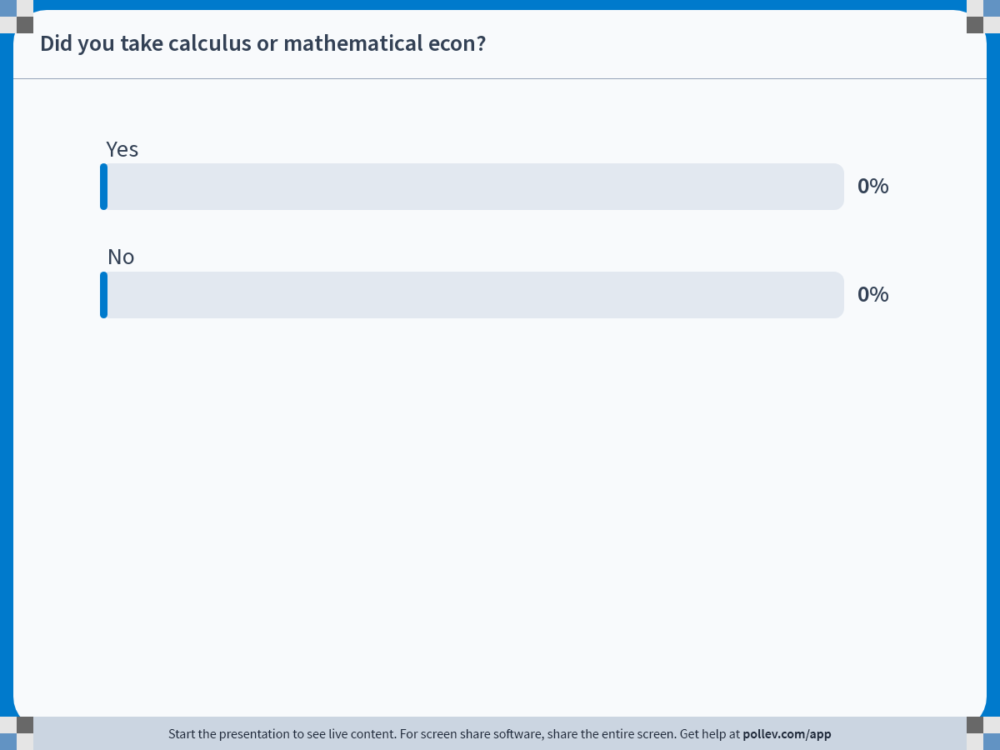 Did you take calculus or mathematical econ?
Yes
0%
No
0%
Start the presentation to see live content. For screen share software, share the entire screen. Get help at pollev.com/app